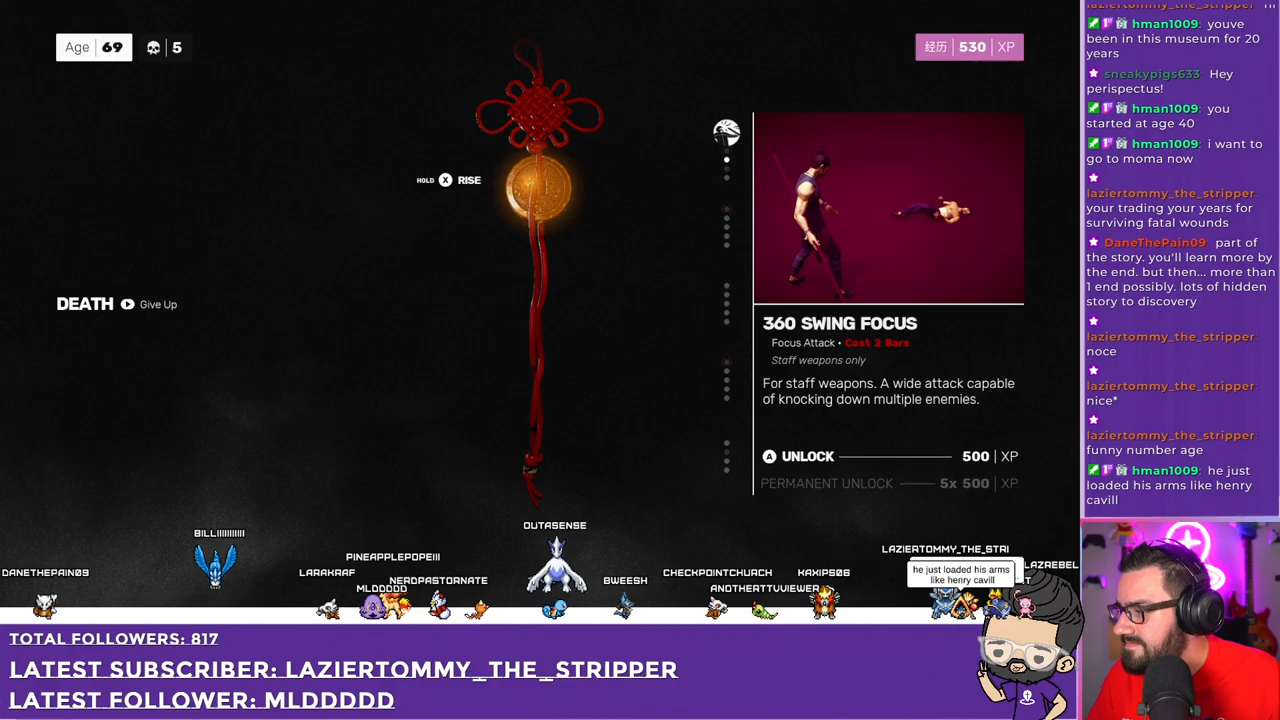 Age 69 5
经历 530 XP
HOLD X RISE
DEATH Give Up
360 SWING FOCUS
Focus Attack • Cost 2 Bars
Staff weapons only
For staff weapons. A wide attack capable
of knocking down multiple enemies.
A UNLOCK 500 | XP
PERMANENT UNLOCK 5x 500 | XP
hman1009: youve
been in this museum for 20
years
sneakypigs633 Hey
perispectus!
hman1009: you
started at age 40
hman1009: i want to
go to moma now
laziertommy_the_stripper
your trading your years for
surviving fatal wounds
DaneThePain09 part of
the story. you'll learn more by
the end. but then... more than
1 end possibly. lots of hidden
story to discovery
laziertommy_the_stripper
noce
laziertommy_the_stripper
nice*
laziertommy_the_stripper
funny number age
hman1009: he just
loaded his arms like henry
cavill
BILLIIIIIIIIII
OUTASENSE
PINEAPPLEPOPEIII
LAZIERTOMMY_THE_STRI
DANETHEPAIN09
LARAKRAF
NERDPASTORNATE
MLDDDDD
BWEESH
CHECKPOINTCHURCH
ANDTHERTTVVIEWER
KAXIPS06
LAZREBEL
he just loaded his arms
like henry cavill
TOTAL FOLLOWERS: 817
LATEST SUBSCRIBER: LAZIERTOMMY_THE_STRIPPER
LATEST FOLLOWER: MLDDDDD